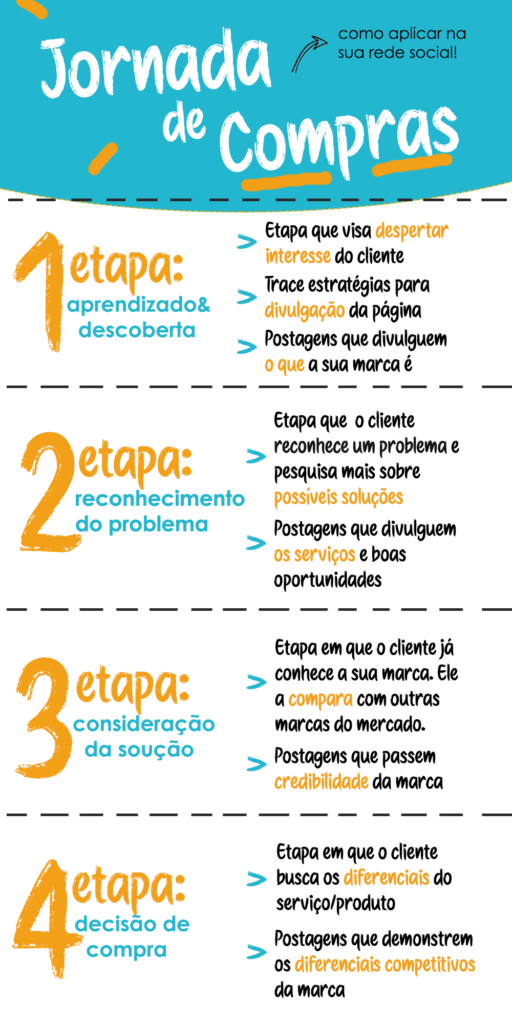 Jornada
de Compras
como aplicar na
sua rede social!
1 etapa:
aprendizado&
descoberta
> Etapa que visa despertar
interesse do cliente
> Trace estratégias para
divulgação da página
> Postagens que divulguem
o que a sua marca é
2 etapa:
reconhecimento
do problema
> Etapa que o cliente
reconhece um problema e
pesquisa mais sobre
possíveis soluções
> Postagens que divulguem
os serviços e boas
oportunidades
3 etapa:
consideração
da soução
> Etapa em que o cliente já
conhece a sua marca. Ele
a compara com outras
marcas do mercado.
> Postagens que passem
credibilidade da marca
4 etapa:
decisão de
compra
> Etapa em que o cliente
busca os diferenciais do
serviço/produto
> Postagens que demonstrem
os diferenciais competitivos
da marca